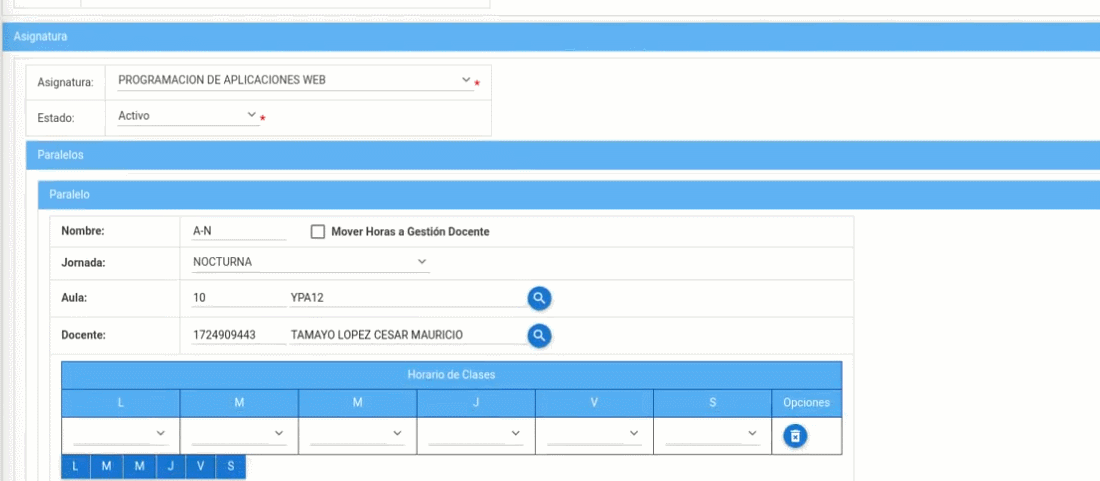 Asignatura
Asignatura: PROGRAMACION DE APLICACIONES WEB *
Estado: Activo *
Paralelos
Paralelo
Nombre: A-N Mover Horas a Gestión Docente
Jornada: NOCTURNA
Aula: 10 YPA12
Docente: 1724909443 TAMAYO LOPEZ CESAR MAURICIO
Horario de Clases
L M M J V S Opciones
L M M J V S